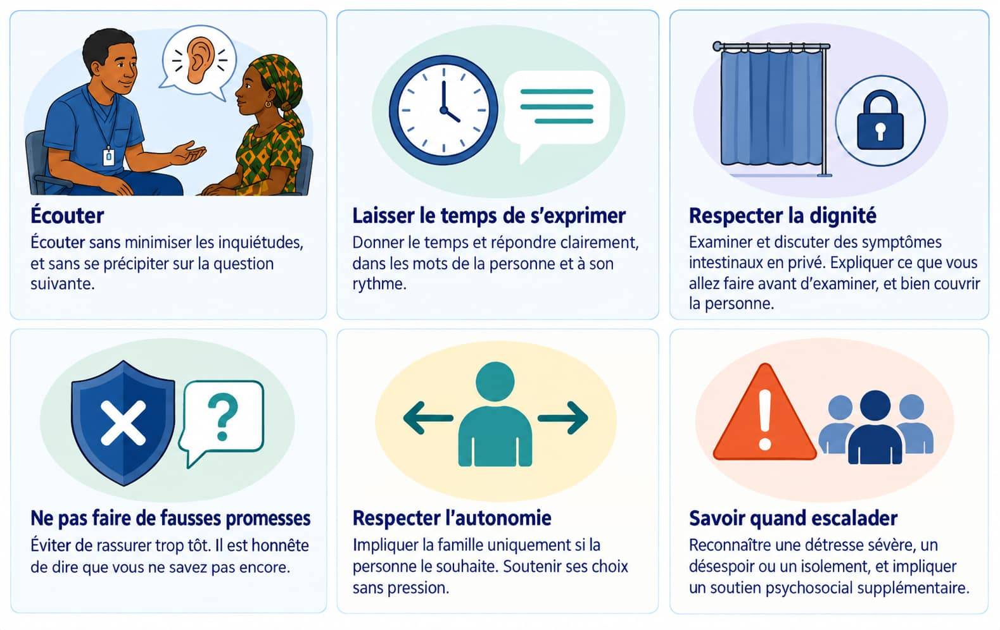 Écouter
Écouter sans minimiser les inquiétudes,
et sans se précipiter sur la question
suivante.
Laisser le temps de s’exprimer
Donner le temps et répondre clairement,
dans les mots de la personne et à son
rythme.
Respecter la dignité
Examiner et discuter des symptômes
intestinaux en privé. Expliquer ce que vous
allez faire avant d’examiner, et bien couvrir
la personne.
?
Ne pas faire de fausses promesses
Éviter de rassurer trop tôt. Il est honnête
de dire que vous ne savez pas encore.
Respecter l’autonomie
Impliquer la famille uniquement si la
personne le souhaite. Soutenir ses choix
sans pression.
!
Savoir quand escalader
Reconnaître une détresse sévère, un
désespoir ou un isolement, et impliquer
un soutien psychosocial supplémentaire.